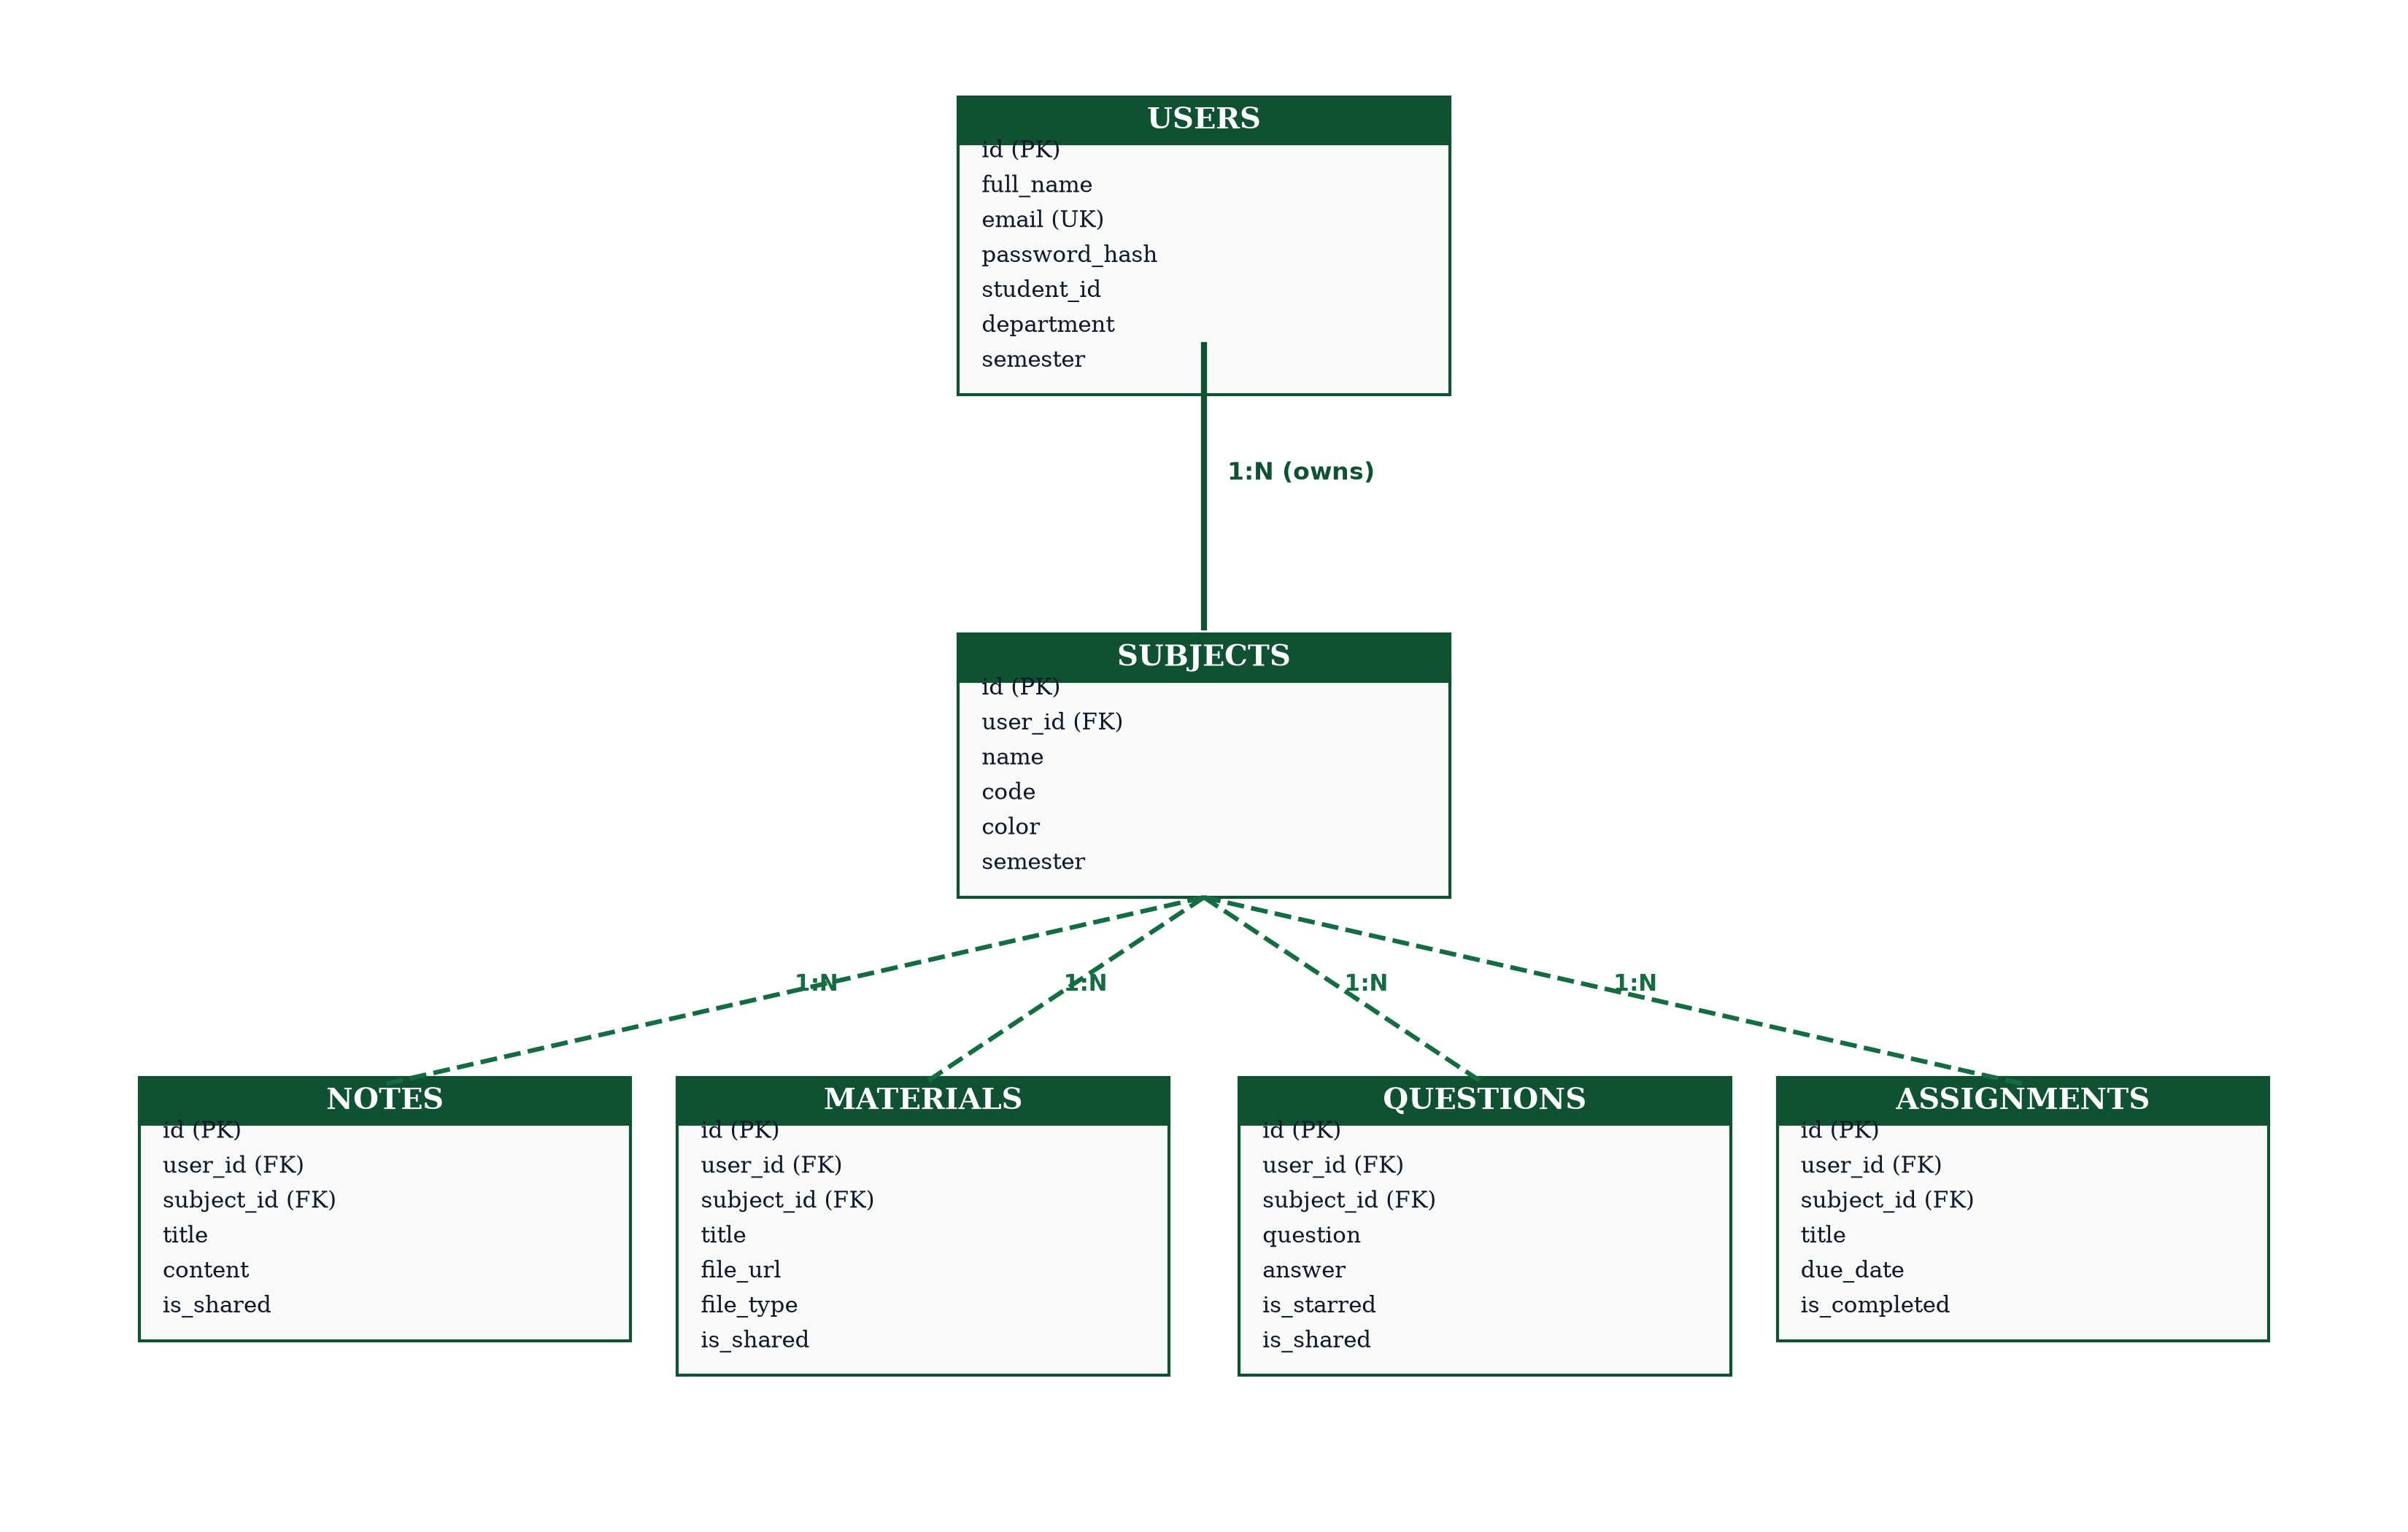 USERS
id (PK)
full_name
email (UK)
password_hash
student_id
department
semester
1:N (owns)
SUBJECTS
id (PK)
user_id (FK)
name
code
color
semester
1:N
1:N
1:N
1:N
NOTES
id (PK)
user_id (FK)
subject_id (FK)
title
content
is_shared
MATERIALS
id (PK)
user_id (FK)
subject_id (FK)
title
file_url
file_type
is_shared
QUESTIONS
id (PK)
user_id (FK)
subject_id (FK)
question
answer
is_starred
is_shared
ASSIGNMENTS
id (PK)
user_id (FK)
subject_id (FK)
title
due_date
is_completed